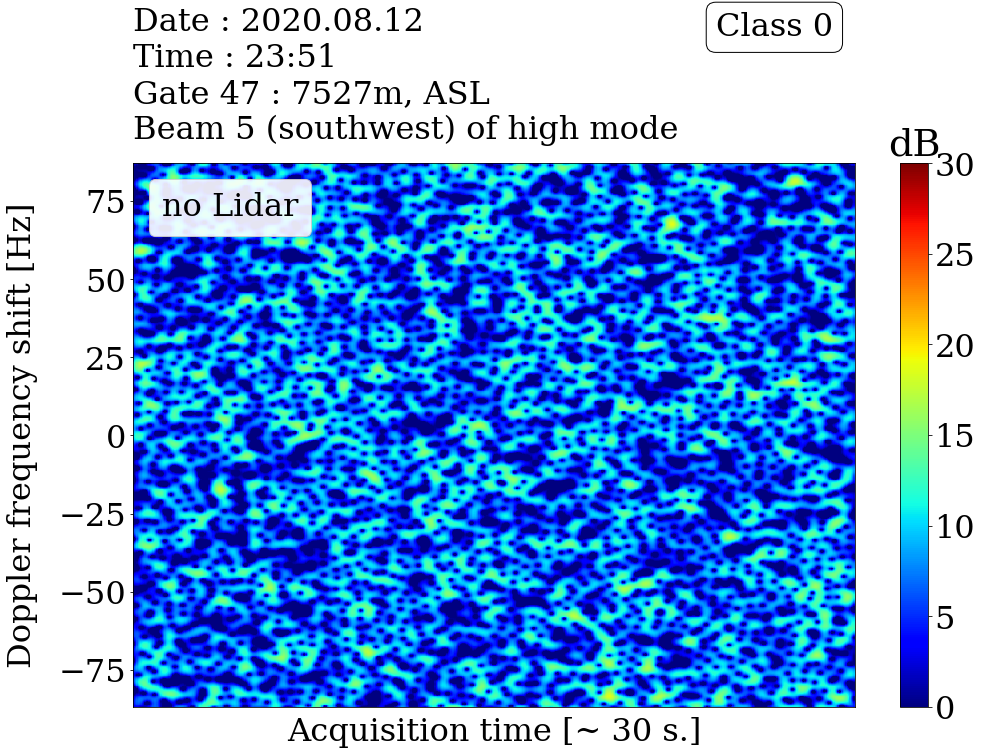 Date : 2020.08.12
Time : 23:51
Gate 47 : 7527m, ASL
Beam 5 (southwest) of high mode
Class 0
dB
no Lidar
Doppler frequency shift [Hz]
75
50
25
0
−25
−50
−75
30
25
20
15
10
5
0
Acquisition time [~ 30 s.]